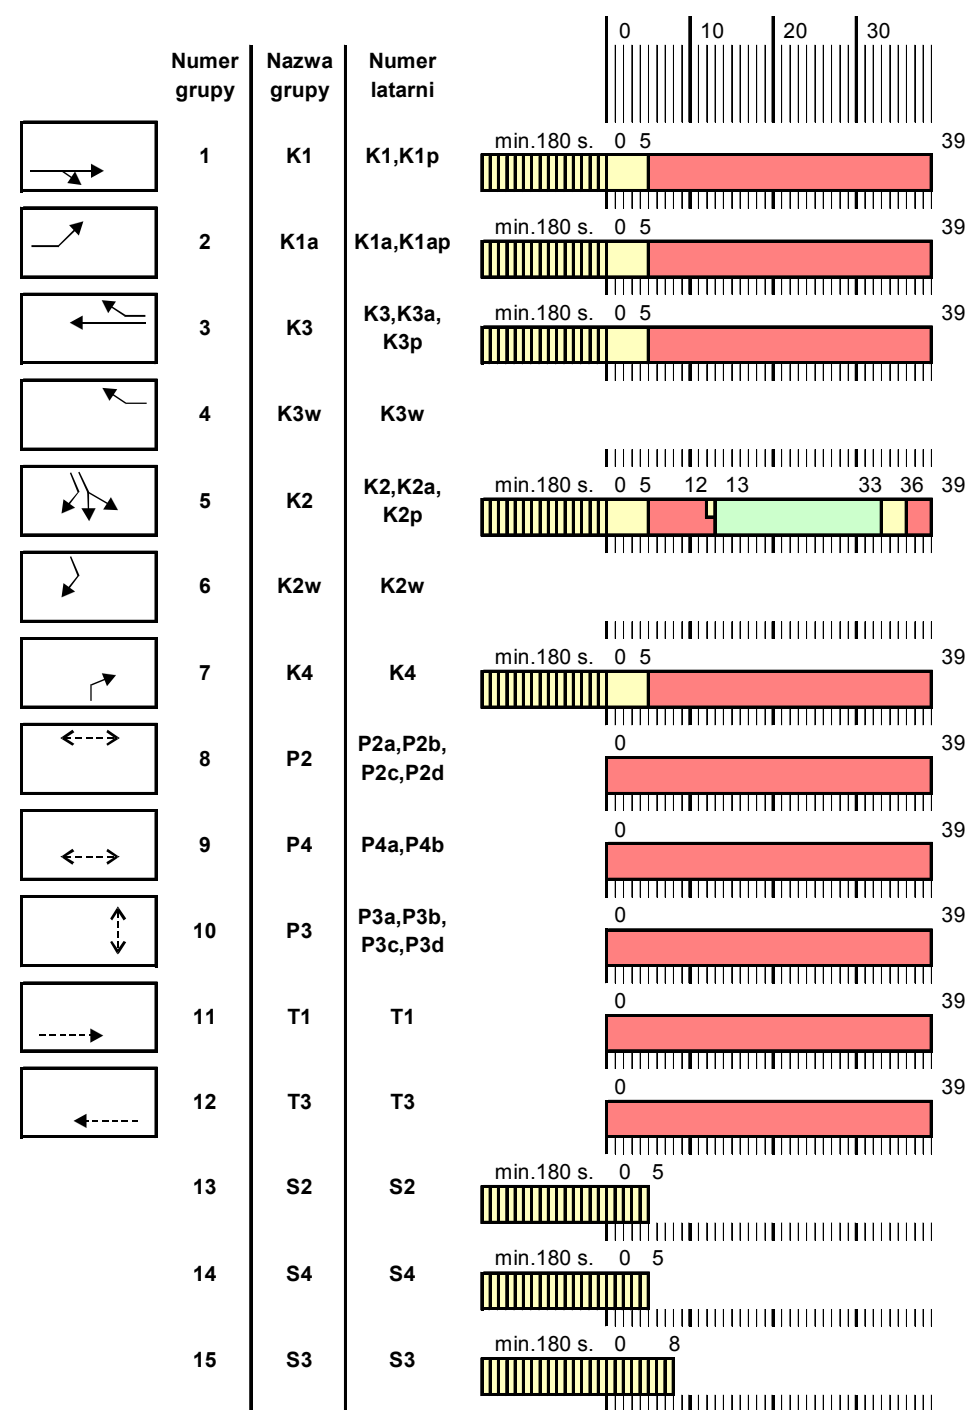 0 10 20 30
Numer Nazwa Numer
grupy grupy latarni
min.180 s. 0 5 39
1 K1 K1,K1p
min.180 s. 0 5 39
2 K1a K1a,K1ap
min.180 s. 0 5 39
3 K3 K3,K3a,
K3p
4 K3w K3w
min.180 s. 0 5 12 13 33 36 39
5 K2 K2,K2a,
K2p
6 K2w K2w
min.180 s. 0 5 39
7 K4 K4
0 39
8 P2 P2a,P2b,
P2c,P2d
0 39
9 P4 P4a,P4b
0 39
10 P3 P3a,P3b,
P3c,P3d
0 39
11 T1 T1
0 39
12 T3 T3
min.180 s. 0 5
13 S2 S2
min.180 s. 0 5
14 S4 S4
min.180 s. 0 8
15 S3 S3